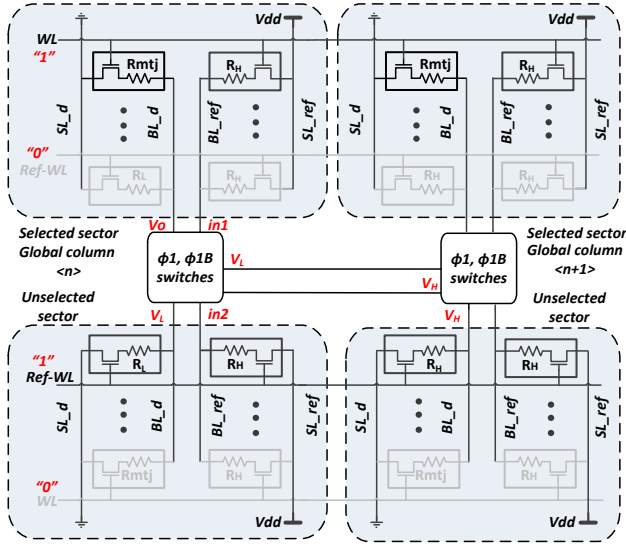 Vdd
Vdd
WL
"1"
Rmtj
RH
Rmtj
RH
SL_d
BL_d
BL_ref
SL_ref
SL_d
BL_d
BL_ref
SL_ref
"0"
Ref-WL
RL
RH
RH
RH
Vo
in1
Selected sector
Global column
<n>
ϕ1, ϕ1B
switches
VL
VH
ϕ1, ϕ1B
switches
Selected sector
Global column
<n+1>
Unselected
sector
VL
in2
VH
Unselected
sector
"1"
Ref-WL
RL
RH
RH
RH
SL_d
BL_d
BL_ref
SL_ref
SL_d
BL_d
BL_ref
SL_ref
"0"
WL
Rmtj
RH
Rmtj
RH
Vdd
Vdd